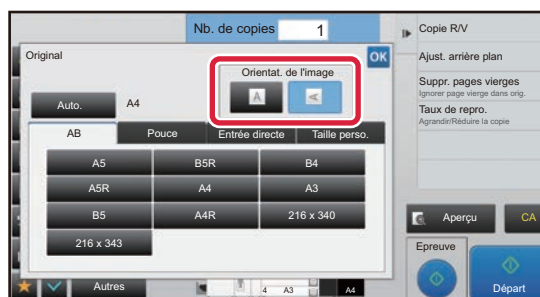 Nb. de copies 1
Original
OK
Orientat. de l'image
A A
Auto. A4
AB Pouce Entrée directe Taille perso.
A5 B5R B4
A5R A4 A3
B5 A4R 216 x 340
216 x 343
Autres
4 A3
A4
Copie R/V
Ajust. arrière plan
Suppr. pages vierges
Ignorer page vierge dans orig.
Taux de repro.
Agrandir/Réduire la copie
Aperçu CA
Epreuve
Départ